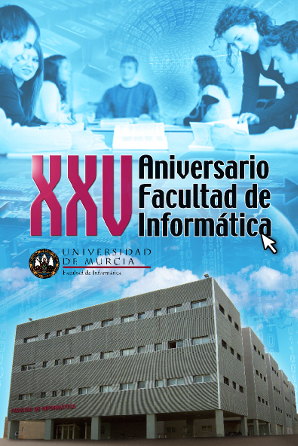 XXV Aniversario
Facultad de
Informática
UNIVERSIDAD
DE MURCIA
Facultad de Informática